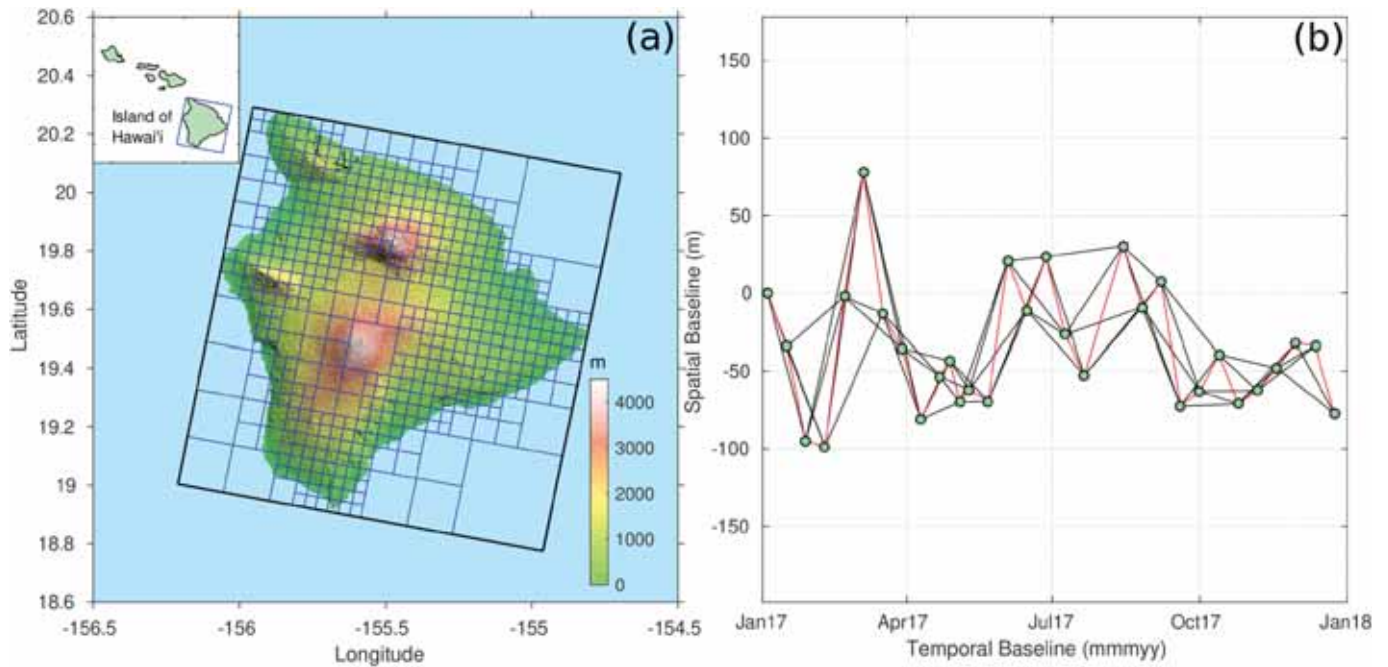 (a)
20.6
20.4
20.2
20
19.8
19.6
19.4
19.2
19
18.8
18.6
Latitude
Island of
Hawai'i
m
4000
3000
2000
1000
0
-156.5
-156
-155.5
-155
-154.5
Longitude
(b)
150
100
50
0
-50
-100
-150
Spatial Baseline (m)
Jan17
Apr17
Jul17
Oct17
Jan18
Temporal Baseline (mmmyy)